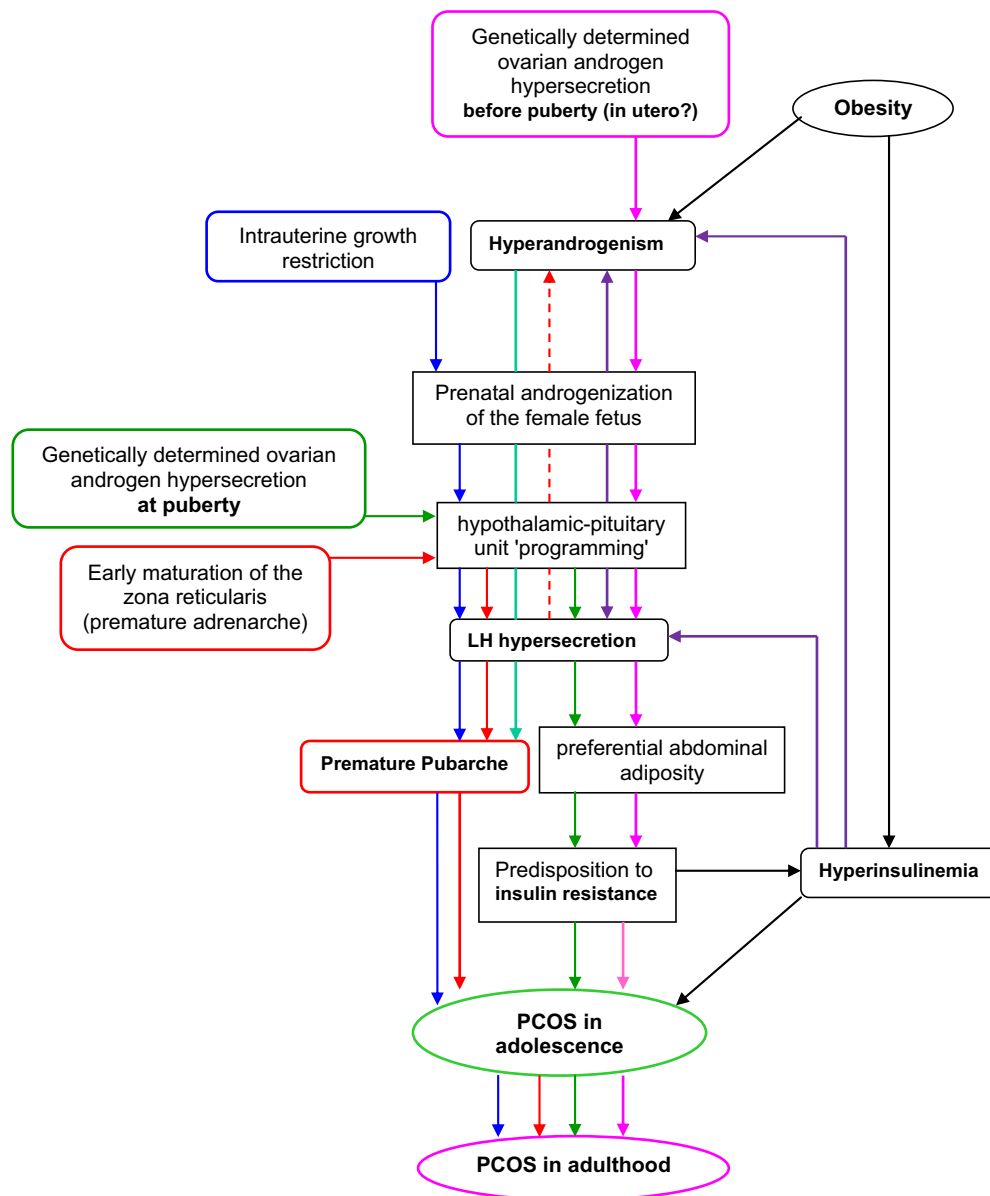 Genetically determined
ovarian androgen
hypersecretion
before puberty (in utero?)
Obesity
Intrauterine growth
restriction
Hyperandrogenism
Prenatal androgenization
of the female fetus
Genetically determined ovarian
androgen hypersecretion
at puberty
hypothalamic-pituitary
unit 'programming'
Early maturation of the
zona reticularis
(premature adrenarche)
LH hypersecretion
Premature Pubarche
preferential abdominal
adiposity
Predisposition to
insulin resistance
Hyperinsulinemia
PCOS in
adolescence
PCOS in adulthood